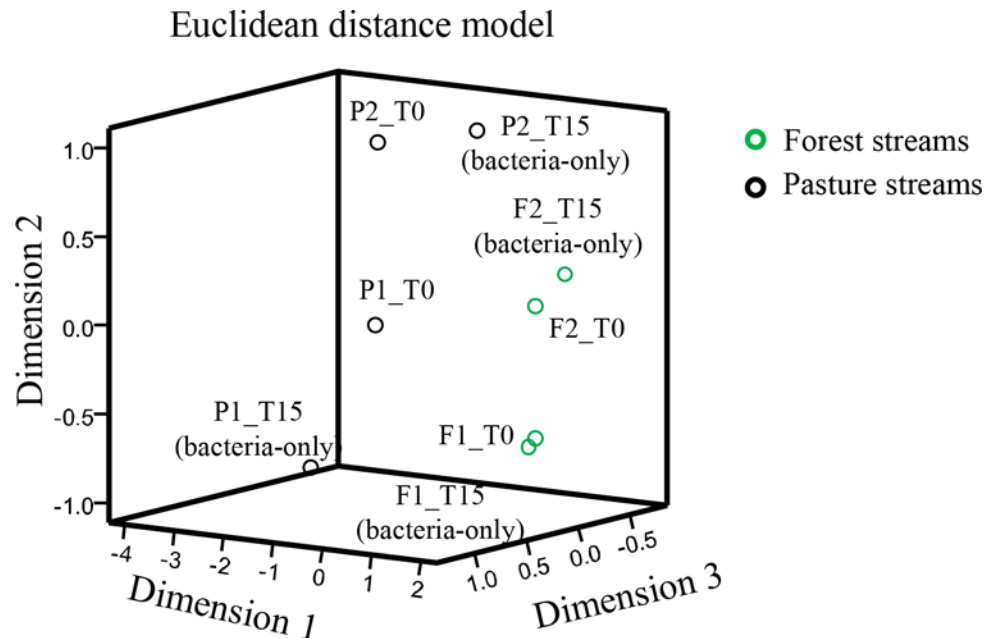 Euclidean distance model
P2_T0
P2_T15
(bacteria-only)
F2_T15
(bacteria-only)
P1_T0
F2_T0
P1_T15
(bacteria-only)
F1_T0
F1_T15
(bacteria-only)
Forest streams
Pasture streams
Dimension 2
1.0
0.5
0.0
-0.5
-1.0
-4
-3
-2
-1
0
1
2
Dimension 1
1.0
0.5
0.0
-0.5
Dimension 3